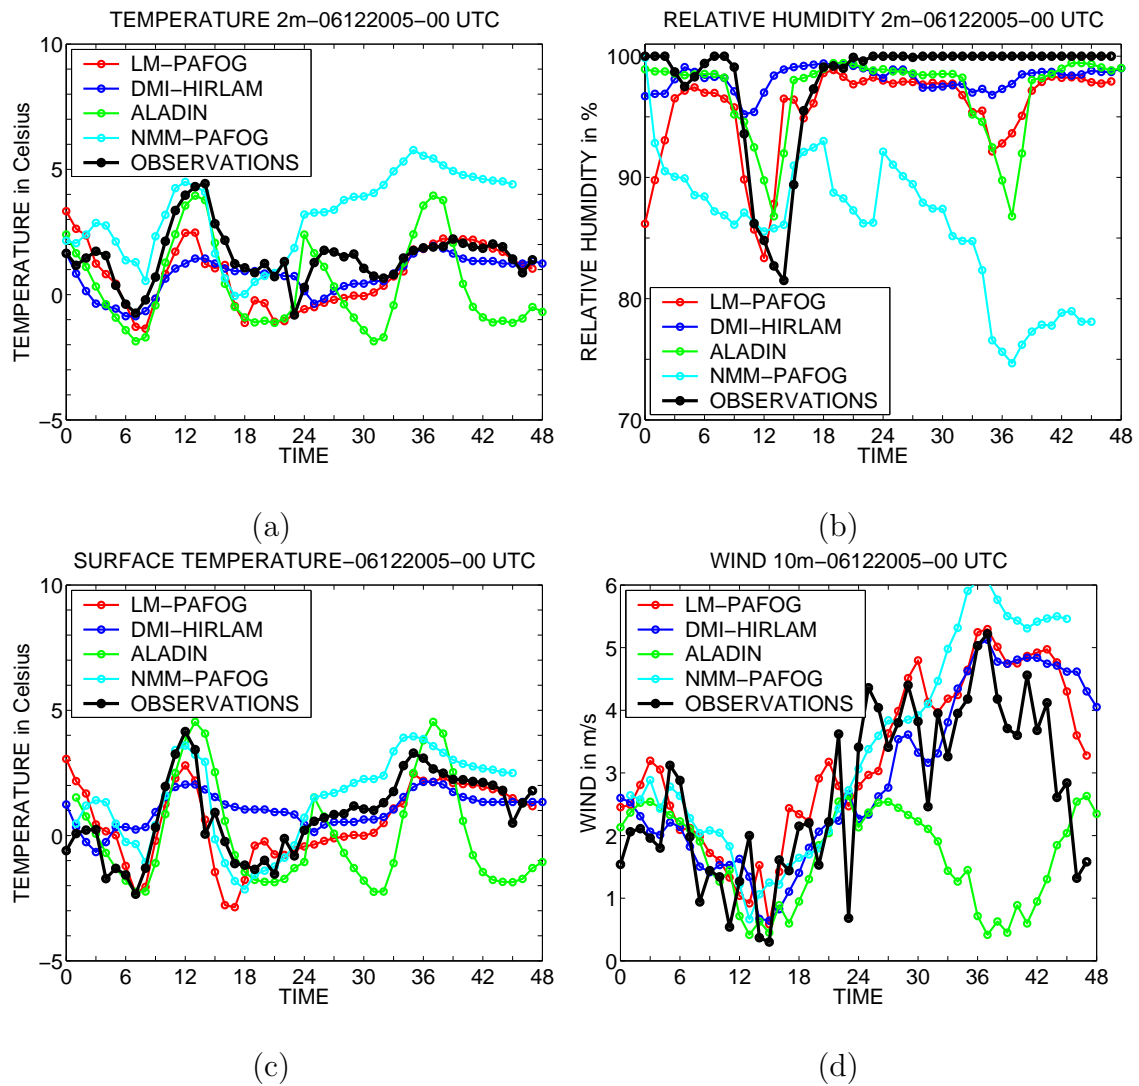 TEMPERATURE 2m−06122005−00 UTC
10
5
0
−5
TEMPERATURE in Celsius
LM−PAFOG
DMI−HIRLAM
ALADIN
NMM−PAFOG
OBSERVATIONS
0 6 12 18 24 30 36 42 48
TIME
(a)
RELATIVE HUMIDITY 2m−06122005−00 UTC
100
90
80
70
RELATIVE HUMIDITY in %
LM−PAFOG
DMI−HIRLAM
ALADIN
NMM−PAFOG
OBSERVATIONS
0 6 12 18 24 30 36 42 48
TIME
(b)
SURFACE TEMPERATURE−06122005−00 UTC
10
5
0
−5
TEMPERATURE in Celsius
LM−PAFOG
DMI−HIRLAM
ALADIN
NMM−PAFOG
OBSERVATIONS
0 6 12 18 24 30 36 42 48
TIME
(c)
WIND 10m−06122005−00 UTC
6
5
4
3
2
1
0
WIND in m/s
LM−PAFOG
DMI−HIRLAM
ALADIN
NMM−PAFOG
OBSERVATIONS
0 6 12 18 24 30 36 42 48
TIME
(d)